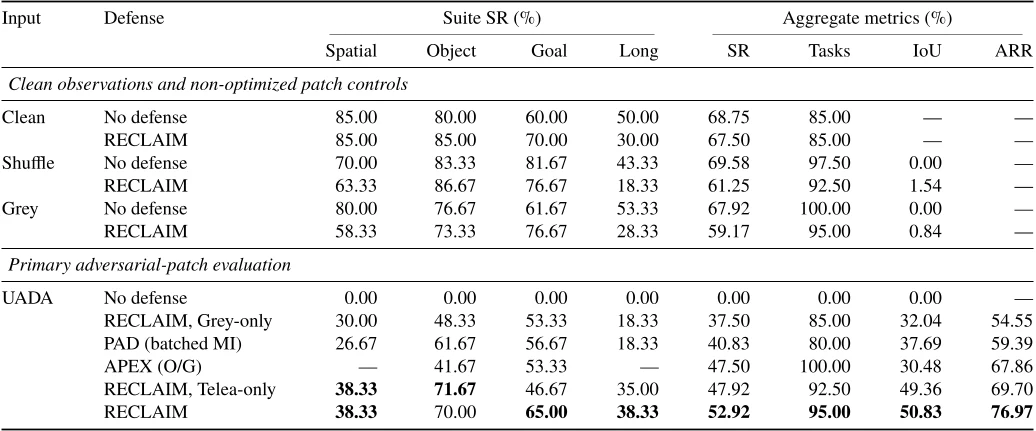 Input Defense Suite SR (%) Aggregate metrics (%)
Spatial Object Goal Long SR Tasks IoU ARR
Clean observations and non-optimized patch controls
Clean No defense 85.00 80.00 60.00 50.00 68.75 85.00 — —
RECLAIM 85.00 85.00 70.00 30.00 67.50 85.00 — —
Shuffle No defense 70.00 83.33 81.67 43.33 69.58 97.50 0.00 —
RECLAIM 63.33 86.67 76.67 18.33 61.25 92.50 1.54 —
Grey No defense 80.00 76.67 61.67 53.33 67.92 100.00 0.00 —
RECLAIM 58.33 73.33 76.67 28.33 59.17 95.00 0.84 —
Primary adversarial-patch evaluation
UADA No defense 0.00 0.00 0.00 0.00 0.00 0.00 0.00 —
RECLAIM, Grey-only 30.00 48.33 53.33 18.33 37.50 85.00 32.04 54.55
PAD (batched MI) 26.67 61.67 56.67 18.33 40.83 80.00 37.69 59.39
APEX (O/G) — 41.67 53.33 — 47.50 100.00 30.48 67.86
RECLAIM, Telea-only 38.33 71.67 46.67 35.00 47.92 92.50 49.36 69.70
RECLAIM 38.33 70.00 65.00 38.33 52.92 95.00 50.83 76.97